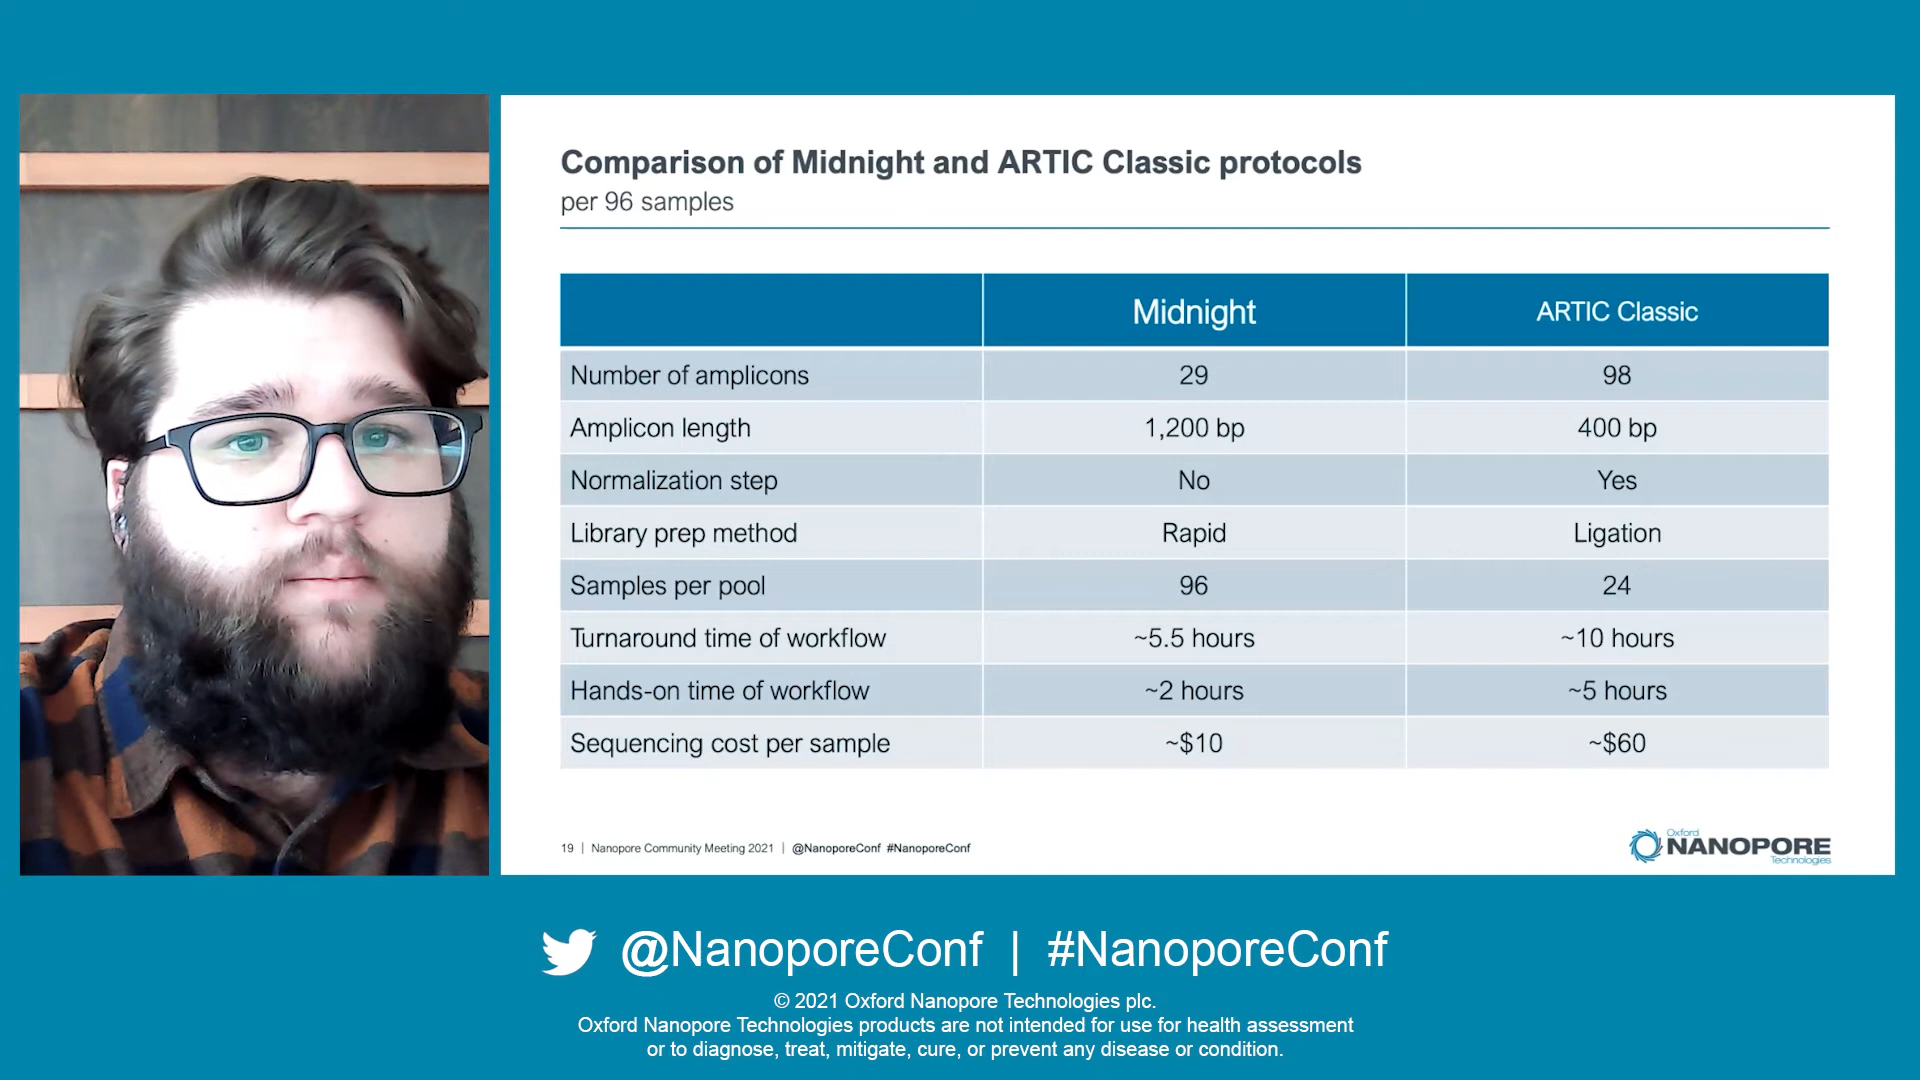 Comparison of Midnight and ARTIC Classic protocols
per 96 samples
Midnight ARTIC Classic
Number of amplicons 29 98
Amplicon length 1,200 bp 400 bp
Normalization step No Yes
Library prep method Rapid Ligation
Samples per pool 96 24
Turnaround time of workflow ~5.5 hours ~10 hours
Hands-on time of workflow ~2 hours ~5 hours
Sequencing cost per sample ~$10 ~$60
19 | Nanopore Community Meeting 2021 | @NanoporeConf #NanoporeConf
Oxford
NANOPORE
Technologies
@NanoporeConf | #NanoporeConf
© 2021 Oxford Nanopore Technologies plc.
Oxford Nanopore Technologies products are not intended for use for health assessment
or to diagnose, treat, mitigate, cure, or prevent any disease or condition.